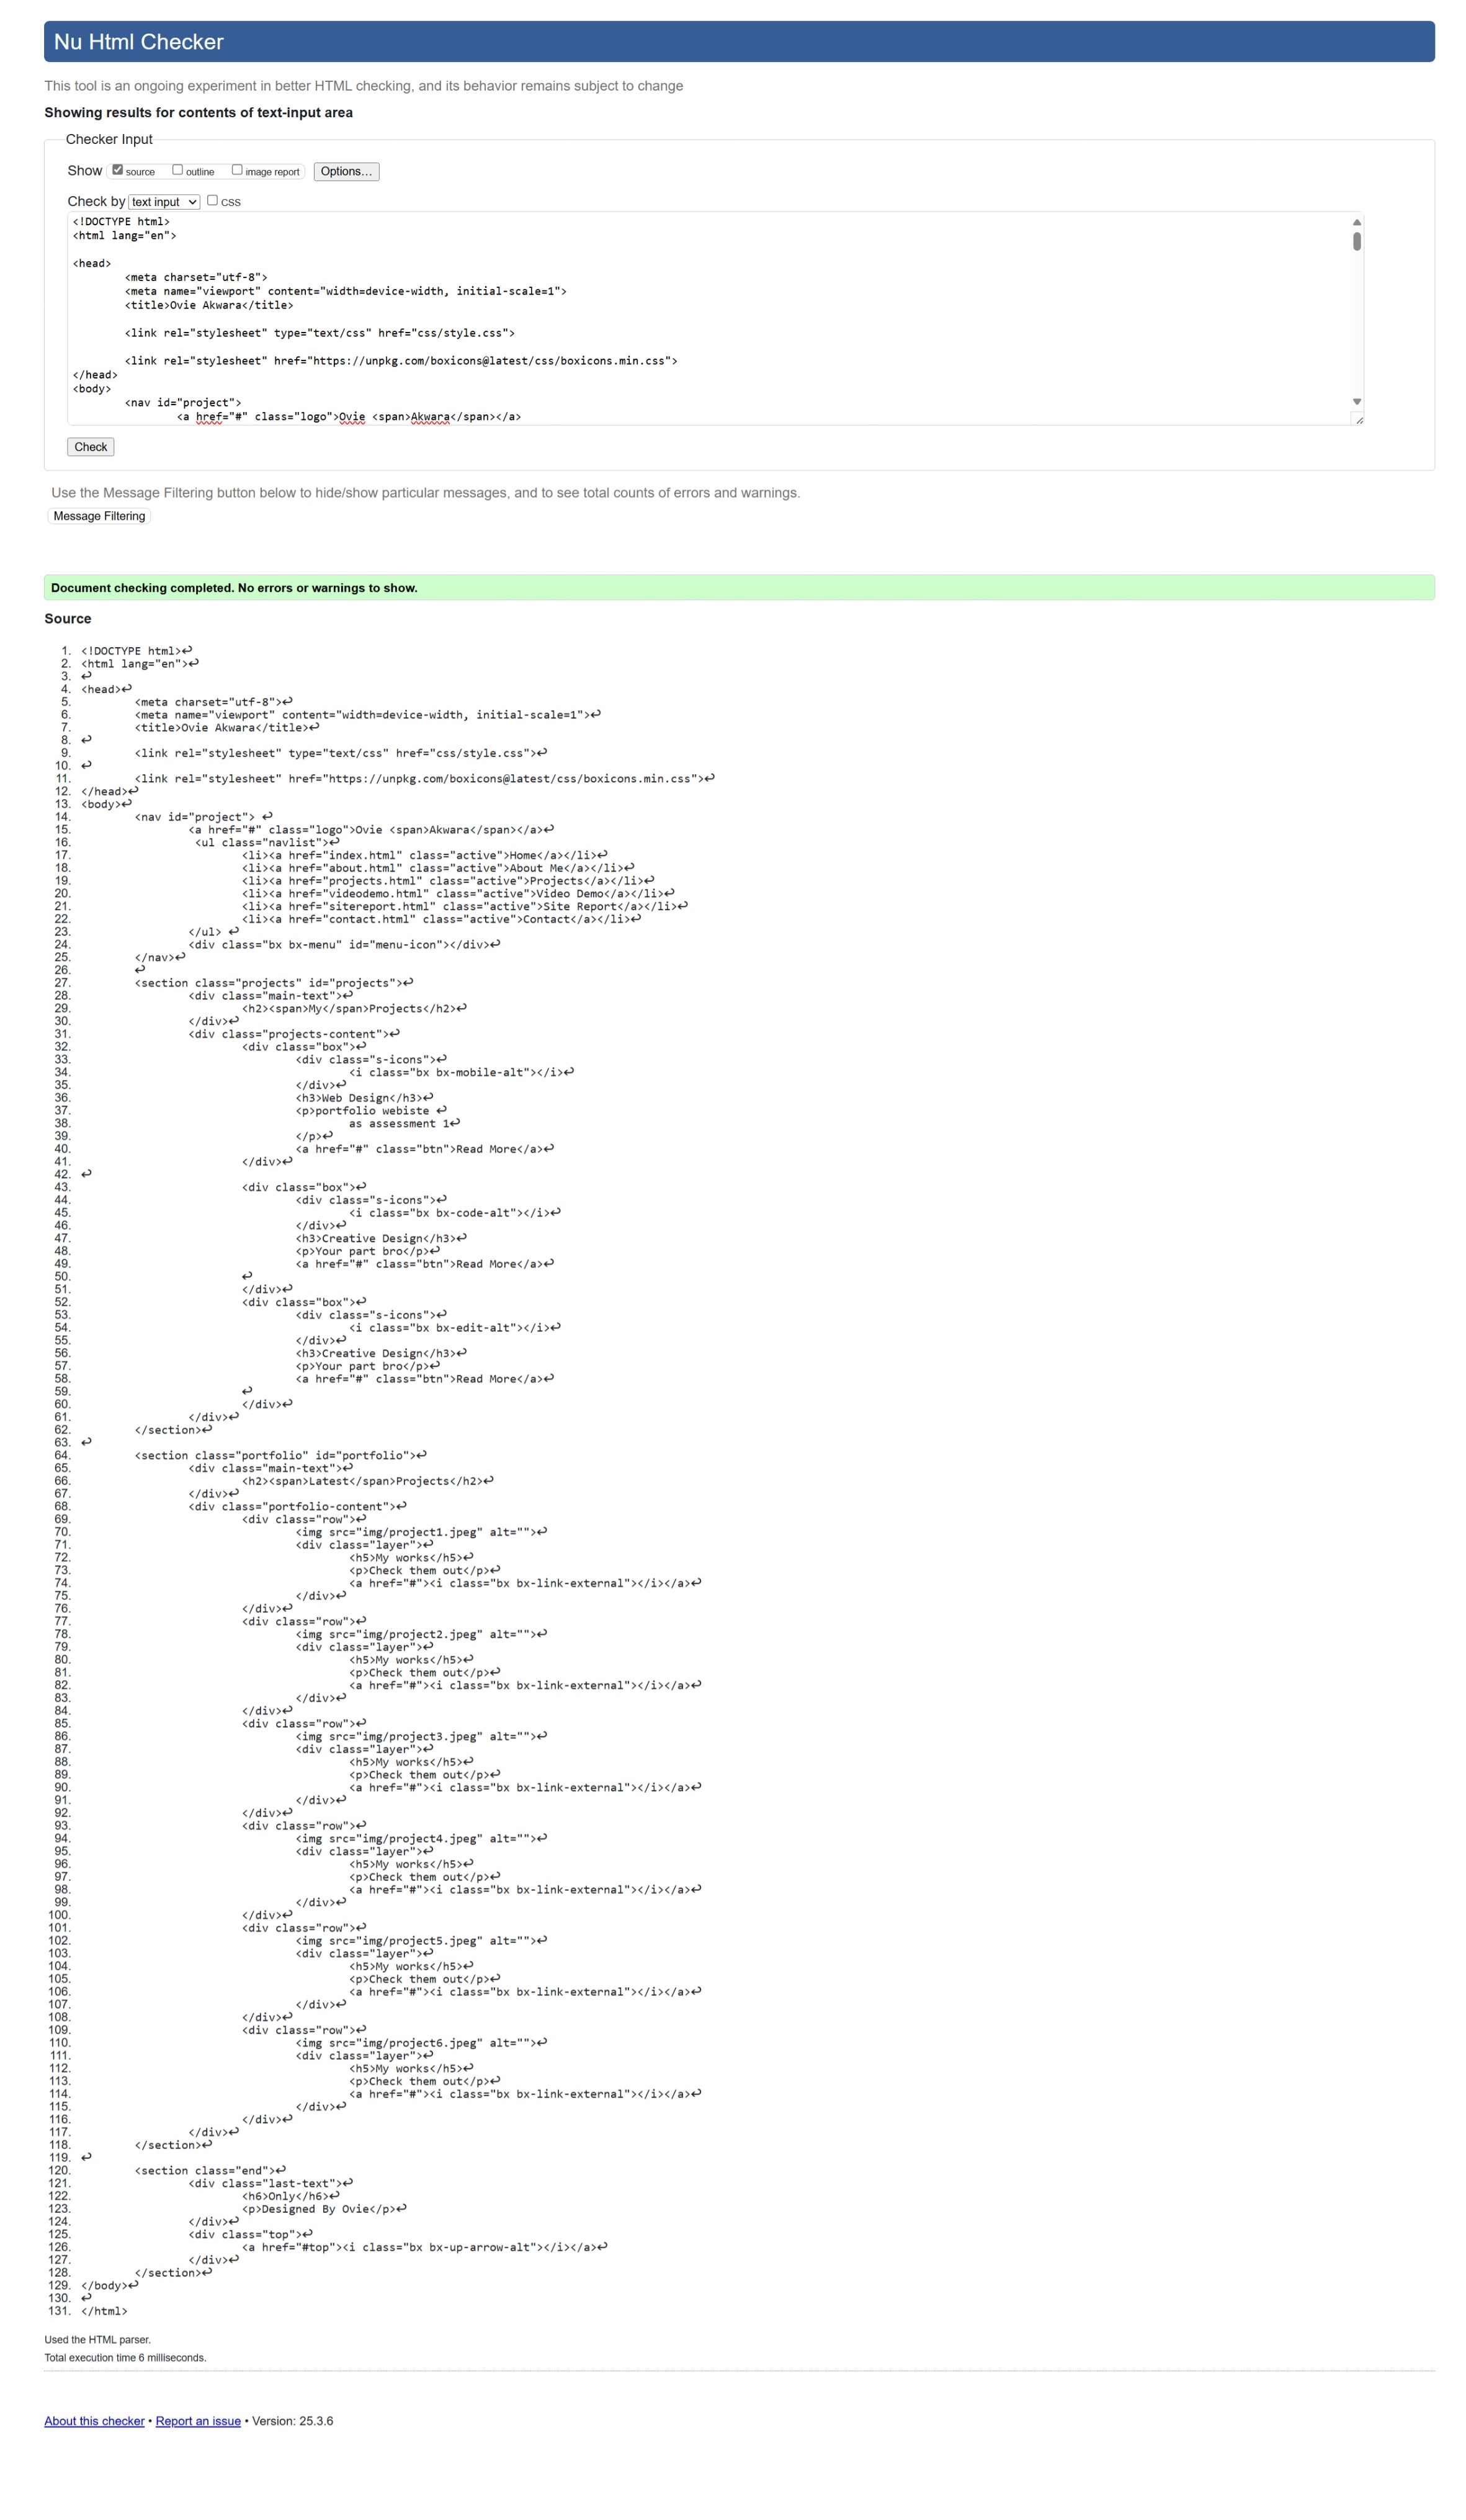 Nu Html Checker
This tool is an ongoing experiment in better HTML checking, and its behavior remains subject to change
Showing results for contents of text-input area
Checker Input
Show source outline image report Options...
Check by text input css
<!DOCTYPE html>
<html lang="en">
<head>
<meta charset="utf-8">
<meta name="viewport" content="width=device-width, initial-scale=1">
<title>Ovie Akwara</title>
<link rel="stylesheet" type="text/css" href="css/style.css">
<link rel="stylesheet" href="https://unpkg.com/boxicons@latest/css/boxicons.min.css">
</head>
<body>
<nav id="project">
<a href="#" class="logo">Ovie <span>Akwara</span></a>
Check
Use the Message Filtering button below to hide/show particular messages, and to see total counts of errors and warnings.
Message Filtering
Document checking completed. No errors or warnings to show.
Source
1. <!DOCTYPE html>↩
2. <html lang="en">↩
3. ↩
4. <head>↩
5. <meta charset="utf-8">↩
6. <meta name="viewport" content="width=device-width, initial-scale=1">↩
7. <title>Ovie Akwara</title>↩
8. ↩
9. <link rel="stylesheet" type="text/css" href="css/style.css">↩
10. ↩
11. <link rel="stylesheet" href="https://unpkg.com/boxicons@latest/css/boxicons.min.css">↩
12. </head>↩
13. <body>↩
14. <nav id="project"> ↩
15. <a href="#" class="logo">Ovie <span>Akwara</span></a>↩
16. <ul class="navlist">↩
17. <li><a href="index.html" class="active">Home</a></li>↩
18. <li><a href="about.html" class="active">About Me</a></li>↩
19. <li><a href="projects.html" class="active">Projects</a></li>↩
20. <li><a href="videodemo.html" class="active">Video Demo</a></li>↩
21. <li><a href="sitereport.html" class="active">Site Report</a></li>↩
22. <li><a href="contact.html" class="active">Contact</a></li>↩
23. </ul> ↩
24. <div class="bx bx-menu" id="menu-icon"></div>↩
25. </nav>↩
26. ↩
27. <section class="projects" id="projects">↩
28. <div class="main-text">↩
29. <h2><span>My</span>Projects</h2>↩
30. </div>↩
31. <div class="projects-content">↩
32. <div class="box">↩
33. <div class="s-icons">↩
34. <i class="bx bx-mobile-alt"></i>↩
35. </div>↩
36. <h3>Web Design</h3>↩
37. <p>portfolio webiste ↩
38. as assessment 1↩
39. </p>↩
40. <a href="#" class="btn">Read More</a>↩
41. </div>↩
42. ↩
43. <div class="box">↩
44. <div class="s-icons">↩
45. <i class="bx bx-code-alt"></i>↩
46. </div>↩
47. <h3>Creative Design</h3>↩
48. <p>Your part bro</p>↩
49. <a href="#" class="btn">Read More</a>↩
50. ↩
51. </div>↩
52. <div class="box">↩
53. <div class="s-icons">↩
54. <i class="bx bx-edit-alt"></i>↩
55. </div>↩
56. <h3>Creative Design</h3>↩
57. <p>Your part bro</p>↩
58. <a href="#" class="btn">Read More</a>↩
59. ↩
60. </div>↩
61. </div>↩
62. </section>↩
63. ↩
64. <section class="portfolio" id="portfolio">↩
65. <div class="main-text">↩
66. <h2><span>Latest</span>Projects</h2>↩
67. </div>↩
68. <div class="portfolio-content">↩
69. <div class="row">↩
70. <img src="img/project1.jpeg" alt="">↩
71. <div class="layer">↩
72. <h5>My works</h5>↩
73. <p>Check them out</p>↩
74. <a href="#"><i class="bx bx-link-external"></i></a>↩
75. </div>↩
76. </div>↩
77. <div class="row">↩
78. <img src="img/project2.jpeg" alt="">↩
79. <div class="layer">↩
80. <h5>My works</h5>↩
81. <p>Check them out</p>↩
82. <a href="#"><i class="bx bx-link-external"></i></a>↩
83. </div>↩
84. </div>↩
85. <div class="row">↩
86. <img src="img/project3.jpeg" alt="">↩
87. <div class="layer">↩
88. <h5>My works</h5>↩
89. <p>Check them out</p>↩
90. <a href="#"><i class="bx bx-link-external"></i></a>↩
91. </div>↩
92. </div>↩
93. <div class="row">↩
94. <img src="img/project4.jpeg" alt="">↩
95. <div class="layer">↩
96. <h5>My works</h5>↩
97. <p>Check them out</p>↩
98. <a href="#"><i class="bx bx-link-external"></i></a>↩
99. </div>↩
100. </div>↩
101. <div class="row">↩
102. <img src="img/project5.jpeg" alt="">↩
103. <div class="layer">↩
104. <h5>My works</h5>↩
105. <p>Check them out</p>↩
106. <a href="#"><i class="bx bx-link-external"></i></a>↩
107. </div>↩
108. </div>↩
109. <div class="row">↩
110. <img src="img/project6.jpeg" alt="">↩
111. <div class="layer">↩
112. <h5>My works</h5>↩
113. <p>Check them out</p>↩
114. <a href="#"><i class="bx bx-link-external"></i></a>↩
115. </div>↩
116. </div>↩
117. </div>↩
118. </section>↩
119. ↩
120. <section class="end">↩
121. <div class="last-text">↩
122. <h6>Only</h6>↩
123. <p>Designed By Ovie</p>↩
124. </div>↩
125. <div class="top">↩
126. <a href="#top"><i class="bx bx-up-arrow-alt"></i></a>↩
127. </div>↩
128. </section>↩
129. </body>↩
130. ↩
131. </html>
Used the HTML parser.
Total execution time 6 milliseconds.
About this checker • Report an issue • Version: 25.3.6